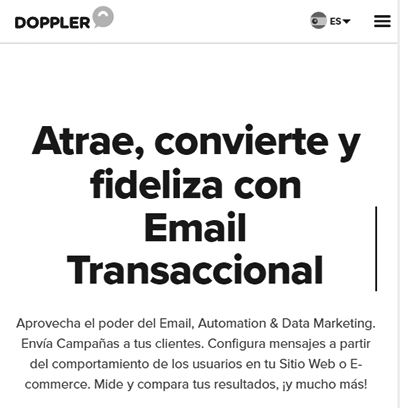 DOPPLER
ES
Atrae, convierte y
fideliza con
Email
Transaccional
Aprovecha el poder del Email, Automation & Data Marketing.
Envía Campañas a tus clientes. Configura mensajes a partir
del comportamiento de los usuarios en tu Sitio Web o E-
commerce. Mide y compara tus resultados, ¡y mucho más!